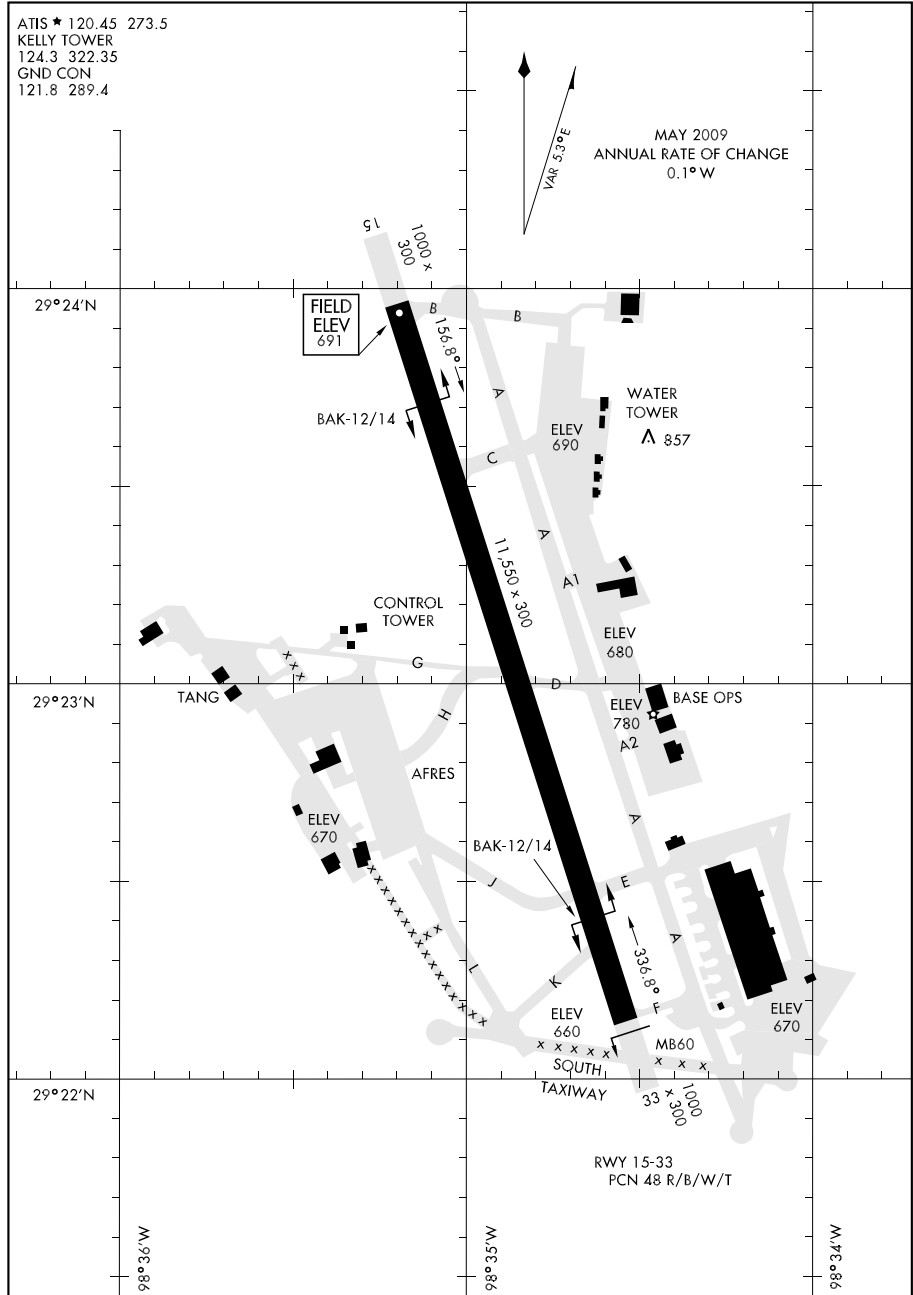 ATIS ★ 120.45 273.5
KELLY TOWER
124.3 322.35
GND CON
121.8 289.4
VAR 5.3° E
MAY 2009
ANNUAL RATE OF CHANGE
0.1° W
15
1000 x
300
29° 24'N
FIELD
ELEV
691
B
B
156.8°
A
BAK-12/14
WATER
TOWER
857
ELEV
690
C
A
11,550 x 300
A1
CONTROL
TOWER
ELEV
680
G
D
29° 23'N
TANG
ELEV
780
BASE OPS
H
A2
AFRES
ELEV
670
A
BAK-12/14
J
E
A
L
K
336.8°
F
ELEV
660
ELEV
670
x x x x x
MB60
x x x
SOUTH
TAXIWAY
29° 22'N
33
1000
x 300
RWY 15-33
PCN 48 R/B/W/T
98° 36'W
98° 35'W
98° 34'W